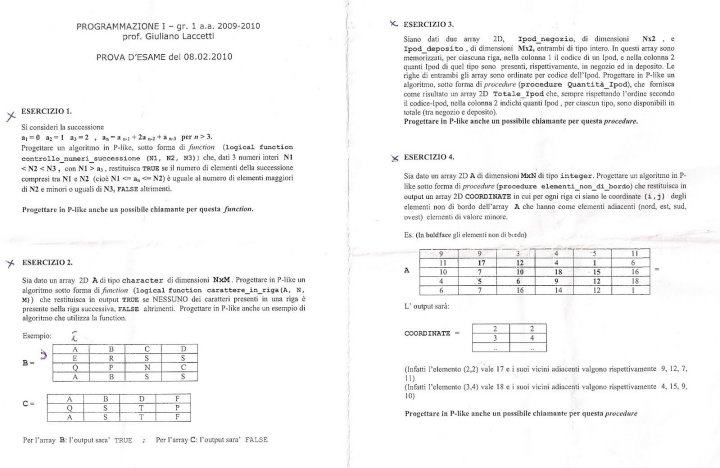 PROGRAMMAZIONE I – gr. 1 a.a. 2009-2010
prof. Giuliano Laccetti
PROVA D'ESAME del 08.02.2010
ESERCIZIO 1.
Si consideri la successione
a₁ = 0 a₂ = 1 a₃ = 2 , aₙ = a n-1 + 2a n-2 + a n-3 per n > 3.
Progettare un algoritmo in P-like, sotto forma di function (logical function
controllo_numeri_successione (N1, N2, N3)) che, dati 3 numeri interi N1
< N2 < N3 , con N1 > a₃ , restituisca TRUE se il numero di elementi della successione
compresi tra N1 e N2 (cioè N1 <= aₙ <= N2) è uguale al numero di elementi maggiori
di N2 e minori o uguali di N3, FALSE altrimenti.
Progettare in P-like anche un possibile chiamante per questa function.
ESERCIZIO 2.
Sia dato un array 2D A di tipo character di dimensioni NxM. Progettare in P-like un
algoritmo sotto forma di function (logical function carattere_in_riga(A, N,
M)) che restituisca in output TRUE se NESSUNO dei caratteri presenti in una riga è
presente nella riga successiva, FALSE altrimenti. Progettare in P-like anche un esempio di
algoritmo che utilizza la function.
Esempio:
B =
A B C D
E R S S
Q P N C
A B S S
C =
A B D F
Q S T P
A S T F
Per l'array B: l'output sara' TRUE ; Per l'array C: l'output sara' FALSE
ESERCIZIO 3.
Siano dati due array 2D, Ipod_negozio, di dimensioni Nx2 , e
Ipod_deposito , di dimensioni Mx2, entrambi di tipo intero. In questi array sono
memorizzati, per ciascuna riga, nella colonna 1 il codice di un Ipod, e nella colonna 2
quanti Ipod di quel tipo sono presenti, rispettivamente, in negozio ed in deposito. Le
righe di entrambi gli array sono ordinate per codice dell'Ipod. Progettare in P-like un
algoritmo, sotto forma di procedure (procedure Quantità_Ipod), che fornisca
come risultato un array 2D Totale_Ipod che, sempre rispettando l'ordine secondo
il codice-Ipod, nella colonna 2 indichi quanti Ipod , per ciascun tipo, sono disponibili in
totale (tra negozio e deposito).
Progettare in P-like anche un possibile chiamante per questa procedure.
ESERCIZIO 4.
Sia dato un array 2D A di dimensioni MxN di tipo integer. Progettare un algoritmo in P-
like sotto forma di procedure (procedure elementi_non_di_bordo) che restituisca in
output un array 2D COORDINATE in cui per ogni riga ci siano le coordinate (i,j) degli
elementi non di bordo dell'array A che hanno come elementi adiacenti (nord, est, sud,
ovest) elementi di valore minore.
Es. (In boldface gli elementi non di bordo)
9 9 3 4 5 11
11 17 12 4 1 6
A 10 7 10 18 15 16 =
4 5 6 9 12 18
6 7 16 14 12 1
L' output sarà:
COORDINATE =
2 2
3 4
.. ..
(Infatti l'elemento (2,2) vale 17 e i suoi vicini adiacenti valgono rispettivamente 9, 12, 7,
11)
(Infatti l'elemento (3,4) vale 18 e i suoi vicini adiacenti valgono rispettivamente 4, 15, 9,
10)
Progettare in P-like anche un possibile chiamante per questa procedure